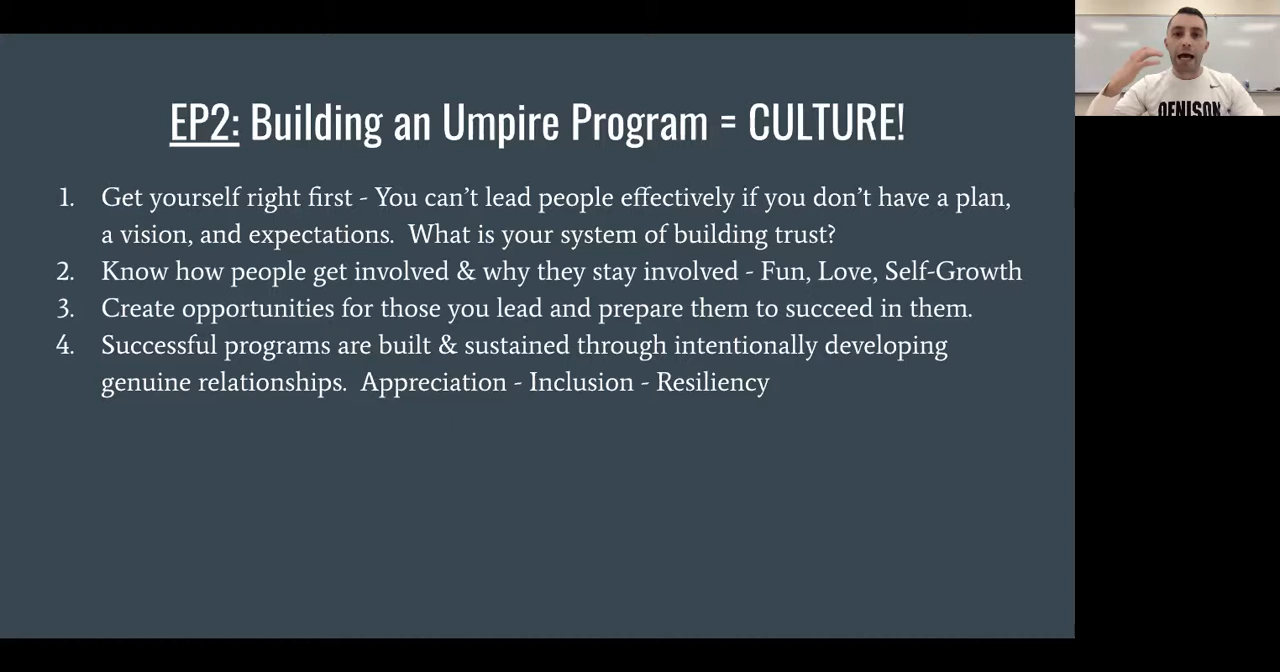 EP2: Building an Umpire Program = CULTURE!
1. Get yourself right first - You can’t lead people effectively if you don’t have a plan,
a vision, and expectations. What is your system of building trust?
2. Know how people get involved & why they stay involved - Fun, Love, Self-Growth
3. Create opportunities for those you lead and prepare them to succeed in them.
4. Successful programs are built & sustained through intentionally developing
genuine relationships. Appreciation - Inclusion - Resiliency
DENISON